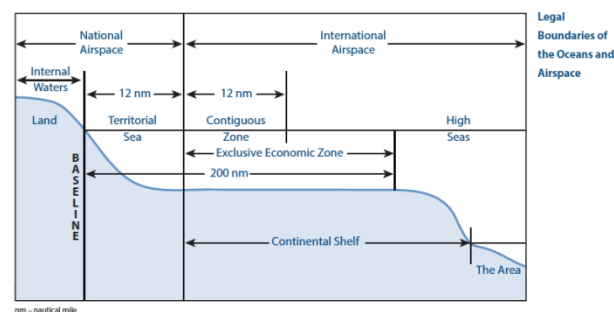 Legal
Boundaries of
the Oceans and
Airspace
National
Airspace
International
Airspace
Internal
Waters
12 nm
12 nm
Land
Territorial
Sea
Contiguous
Zone
High
Seas
Exclusive Economic Zone
200 nm
BASELINE
Continental Shelf
The Area
nm – nautical mile